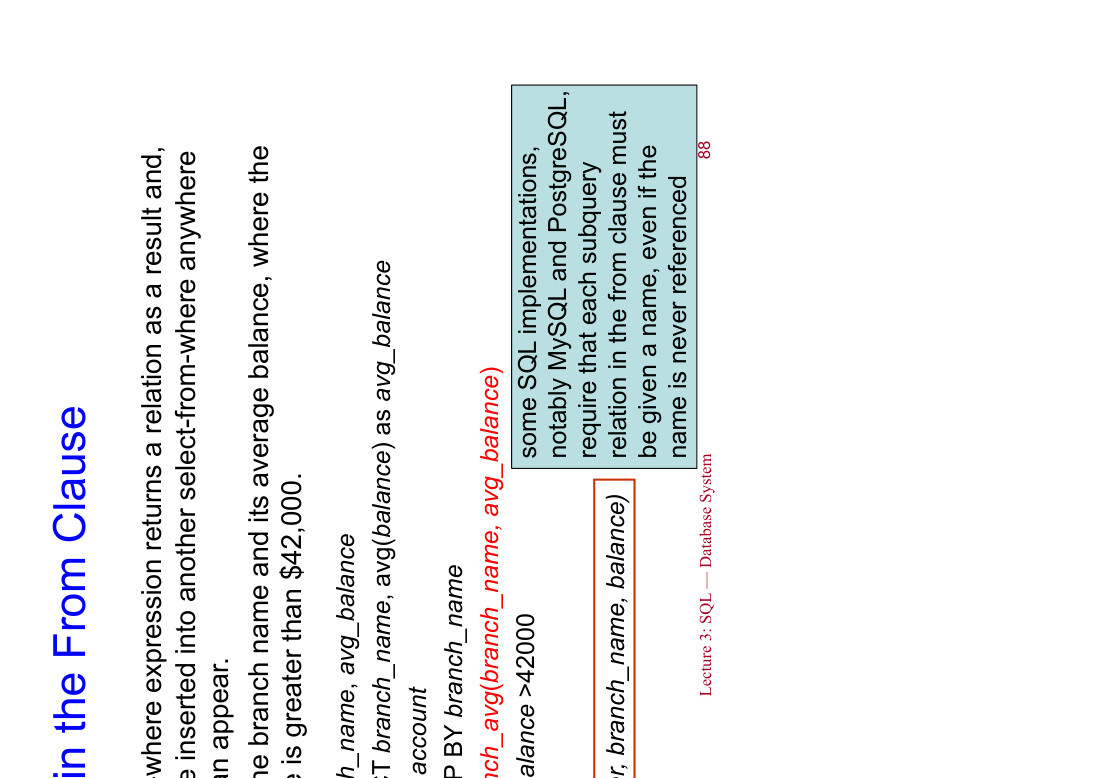 in the From Clause
-where expression returns a relation as a result and,
e inserted into another select-from-where anywhere
an appear.
he branch name and its average balance, where the
e is greater than $42,000.
h_name, avg_balance
CT branch_name, avg(balance) as avg_balance
account
P BY branch_name
nch_avg(branch_name, avg_balance)
alance >42000
some SQL implementations,
notably MySQL and PostgreSQL,
require that each subquery
relation in the from clause must
be given a name, even if the
name is never referenced
r, branch_name, balance)
Lecture 3: SQL — Database System
88